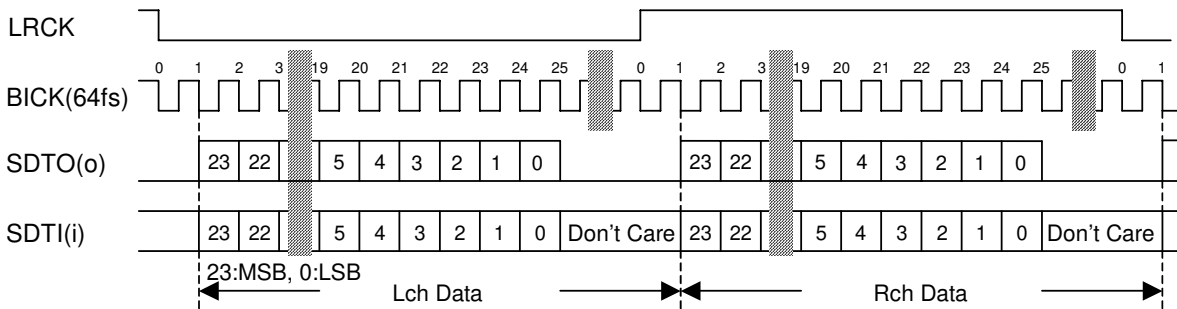 LRCK
0 1 2 3 19 20 21 22 23 24 25 0 1 2 3 19 20 21 22 23 24 25 0 1
BICK(64fs)
SDTO(o) 23 22 5 4 3 2 1 0 23 22 5 4 3 2 1 0
SDTI(i) 23 22 5 4 3 2 1 0 Don't Care 23 22 5 4 3 2 1 0 Don't Care
23:MSB, 0:LSB
Lch Data Rch Data